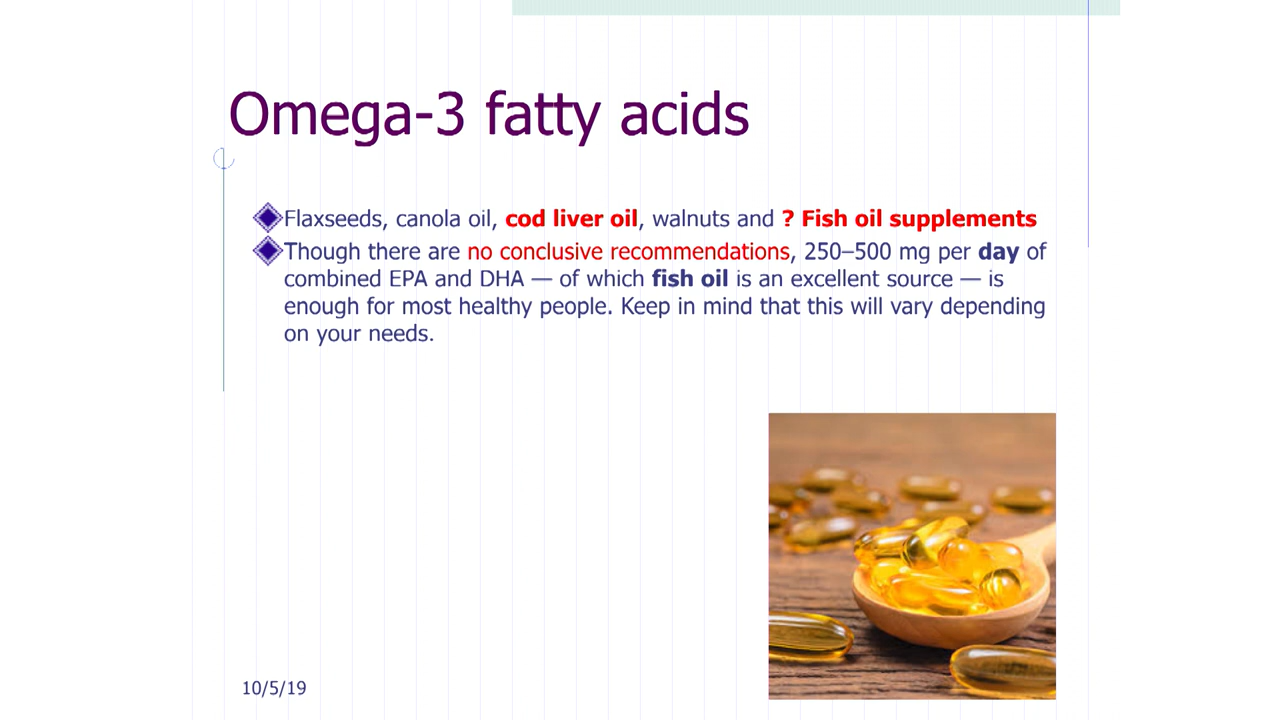 Omega-3 fatty acids
Flaxseeds, canola oil, cod liver oil, walnuts and ? Fish oil supplements
Though there are no conclusive recommendations, 250–500 mg per day of
combined EPA and DHA — of which fish oil is an excellent source — is
enough for most healthy people. Keep in mind that this will vary depending
on your needs.
10/5/19